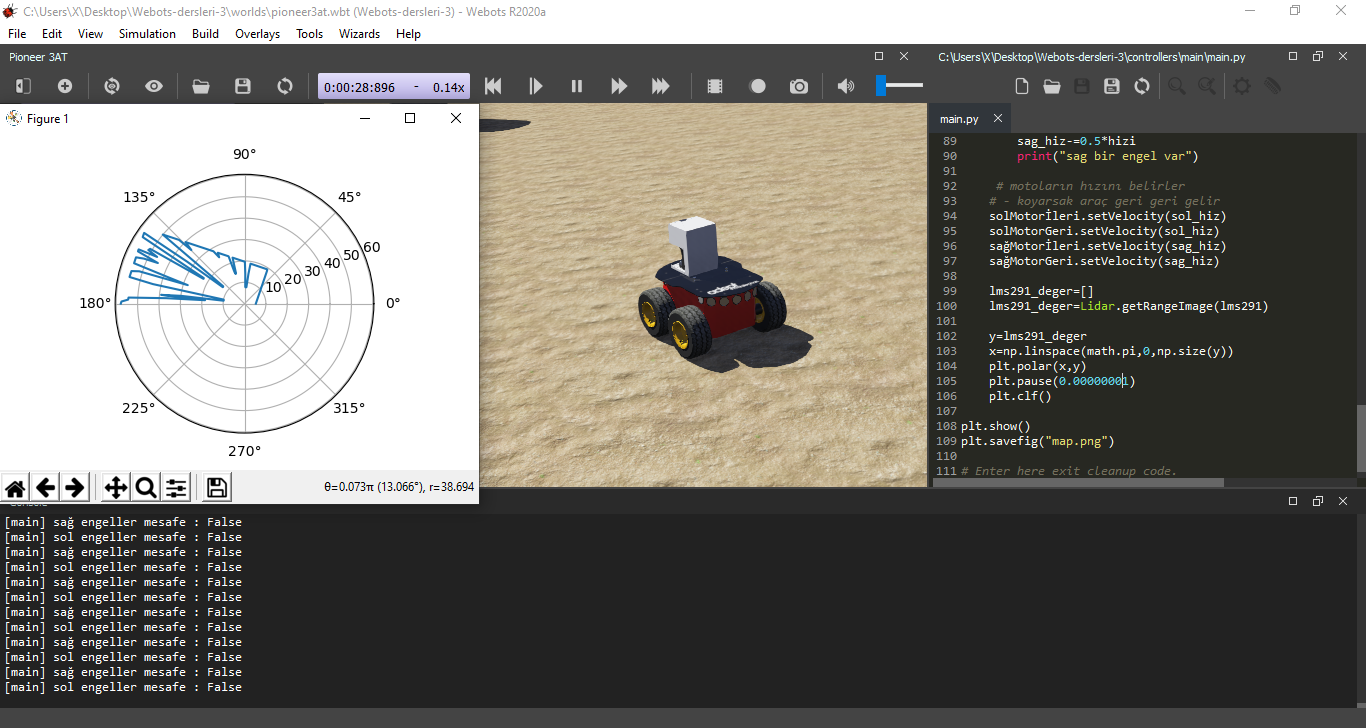 C:\Users\X\Desktop\Webots-dersleri-3\worlds\pioneer3at.wbt (Webots-dersleri-3) - Webots R2020a
File Edit View Simulation Build Overlays Tools Wizards Help
Pioneer 3AT
0:00:28:896 - 0.14x
Figure 1
90°
135° 45°
60
50
40
30
20
10
180° 0°
225° 315°
270°
θ=0.073π (13.066°), r=38.694
C:\Users\X\Desktop\Webots-dersleri-3\controllers\main\main.py
main.py
89 sag_hiz-=0.5*hizi
90 print("sag bir engel var")
91
92 # motoların hızını belirler
93 # - koyarsak araç geri geri gelir
94 solMotorİleri.setVelocity(sol_hiz)
95 solMotorGeri.setVelocity(sol_hiz)
96 sağMotorİleri.setVelocity(sag_hiz)
97 sağMotorGeri.setVelocity(sag_hiz)
98
99 lms291_deger=[]
100 lms291_deger=Lidar.getRangeImage(lms291)
101
102 y=lms291_deger
103 x=np.linspace(math.pi,0,np.size(y))
104 plt.polar(x,y)
105 plt.pause(0.00000001)
106 plt.clf()
107
108 plt.show()
109 plt.savefig("map.png")
110
111 # Enter here exit cleanup code.
Console
[main] sağ engeller mesafe : False
[main] sol engeller mesafe : False
[main] sağ engeller mesafe : False
[main] sol engeller mesafe : False
[main] sağ engeller mesafe : False
[main] sol engeller mesafe : False
[main] sağ engeller mesafe : False
[main] sol engeller mesafe : False
[main] sağ engeller mesafe : False
[main] sol engeller mesafe : False
[main] sağ engeller mesafe : False
[main] sol engeller mesafe : False